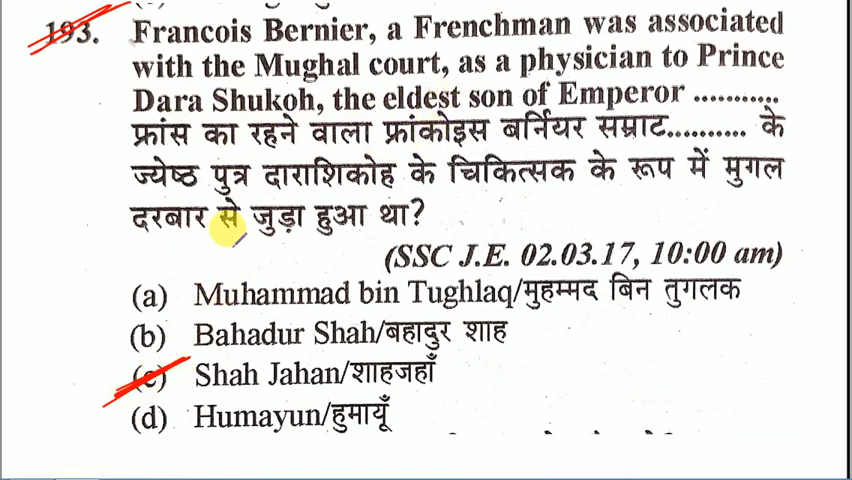 193. Francois Bernier, a Frenchman was associated
with the Mughal court, as a physician to Prince
Dara Shukoh, the eldest son of Emperor ...........
फ्रांस का रहने वाला फ्रांकोइस बर्नियर सम्राट.......... के
ज्येष्ठ पुत्र दाराशिकोह के चिकित्सक के रूप में मुगल
दरबार से जुड़ा हुआ था?
(SSC J.E. 02.03.17, 10:00 am)
(a) Muhammad bin Tughlaq/मुहम्मद बिन तुगलक
(b) Bahadur Shah/बहादुर शाह
(c) Shah Jahan/शाहजहाँ
(d) Humayun/हुमायूँ